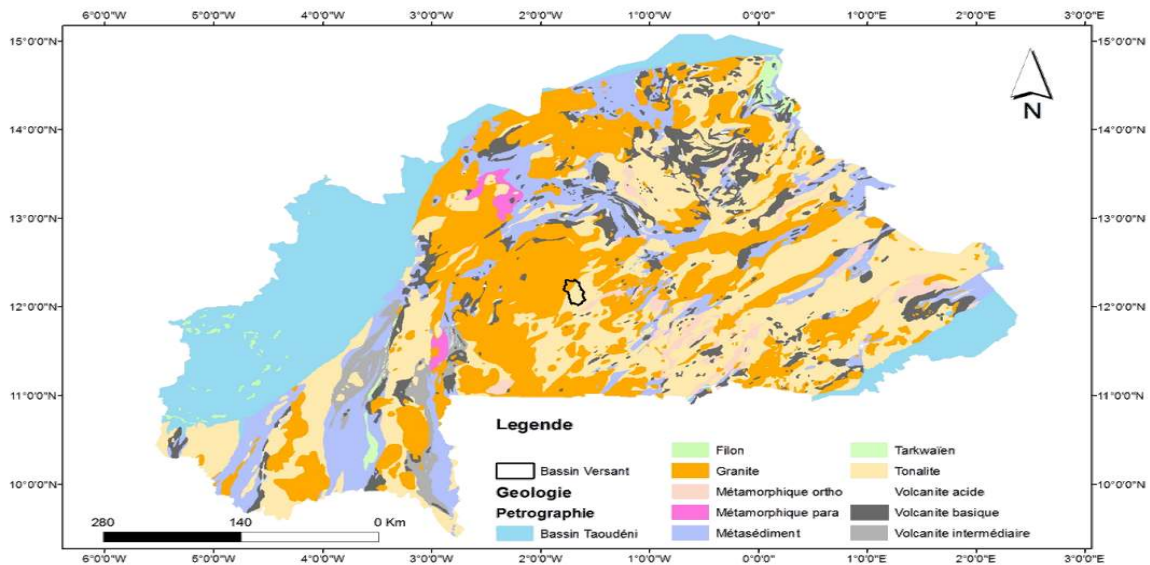 6°0'0"W 5°0'0"W 4°0'0"W 3°0'0"W 2°0'0"W 1°0'0"W 0°0'0" 1°0'0"E 2°0'0"E 3°0'0"E
15°0'0"N 15°0'0"N
N
14°0'0"N 14°0'0"N
13°0'0"N 13°0'0"N
12°0'0"N 12°0'0"N
11°0'0"N 11°0'0"N
Legende
Filon Tarkwaïen
Bassin Versant Granite Tonalite
10°0'0"N 10°0'0"N
Geologie Métamorphique ortho Volcanite acide
Petrographie Métamorphique para Volcanite basique
280 140 0 Km
Bassin Taoudéni Métasédiment Volcanite intermédiaire
6°0'0"W 5°0'0"W 4°0'0"W 3°0'0"W 2°0'0"W 1°0'0"W 0°0'0" 1°0'0"E 2°0'0"E 3°0'0"E